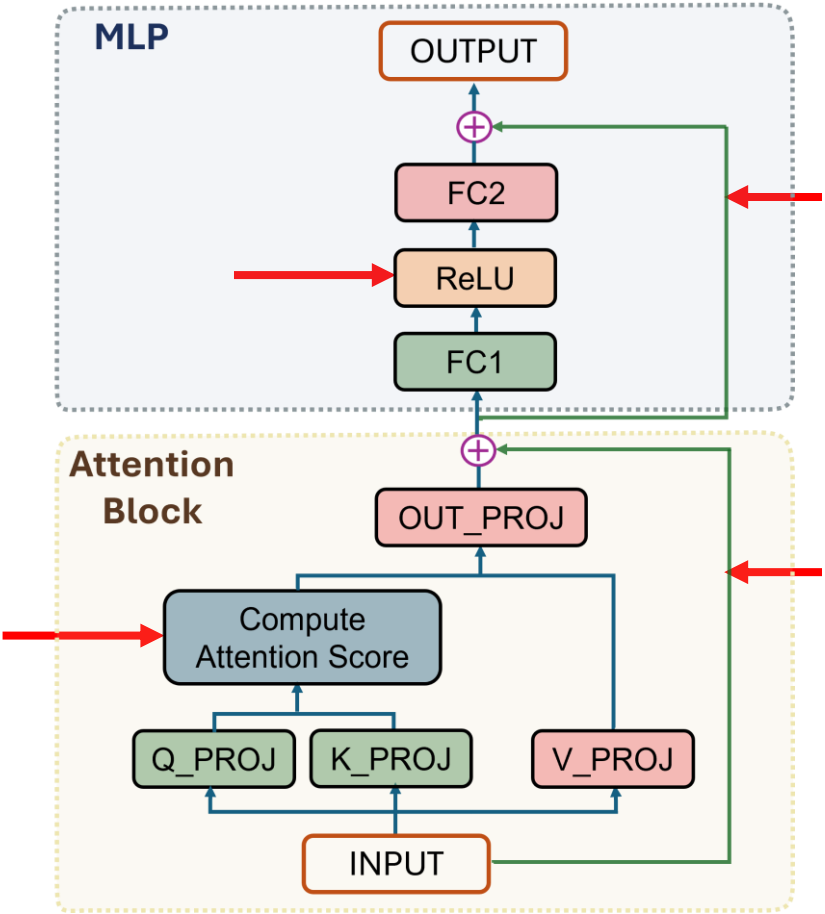 MLP
OUTPUT
FC2
ReLU
FC1
Attention
Block
OUT_PROJ
Compute
Attention Score
Q_PROJ
K_PROJ
V_PROJ
INPUT